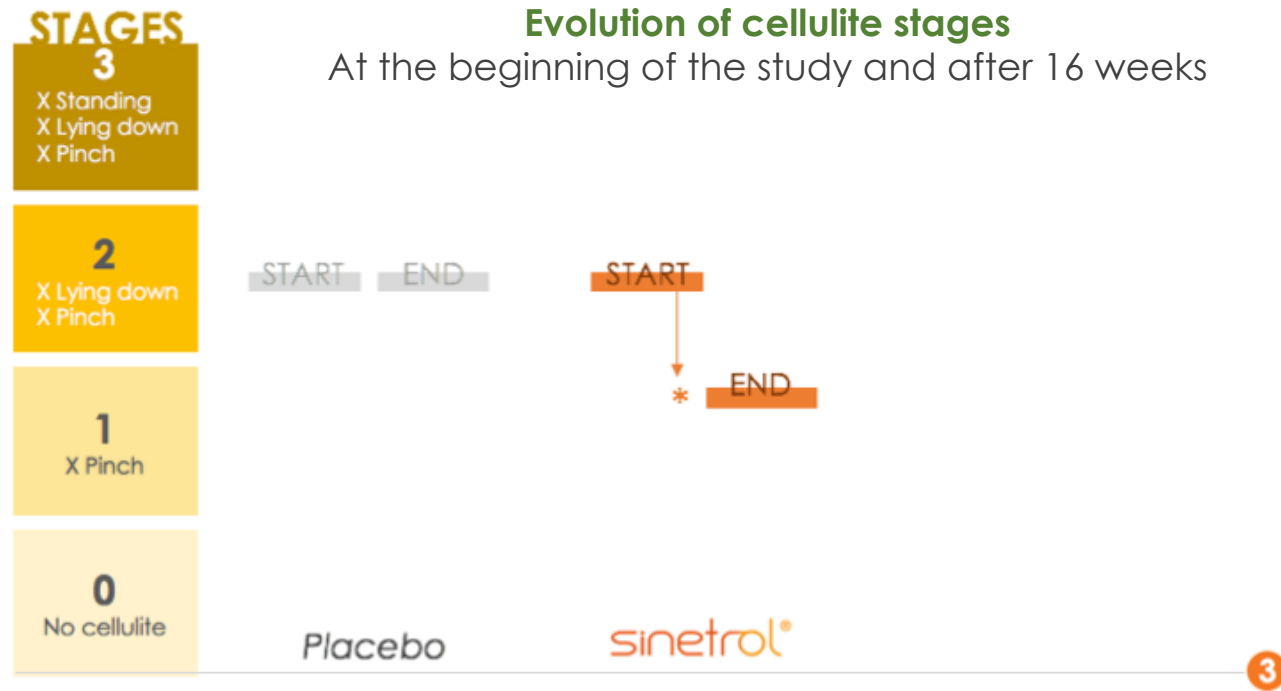 STAGES
3
X Standing
X Lying down
X Pinch
Evolution of cellulite stages
At the beginning of the study and after 16 weeks
2
X Lying down
X Pinch
START END START
* END
1
X Pinch
0
No cellulite
Placebo sinetrol®
3